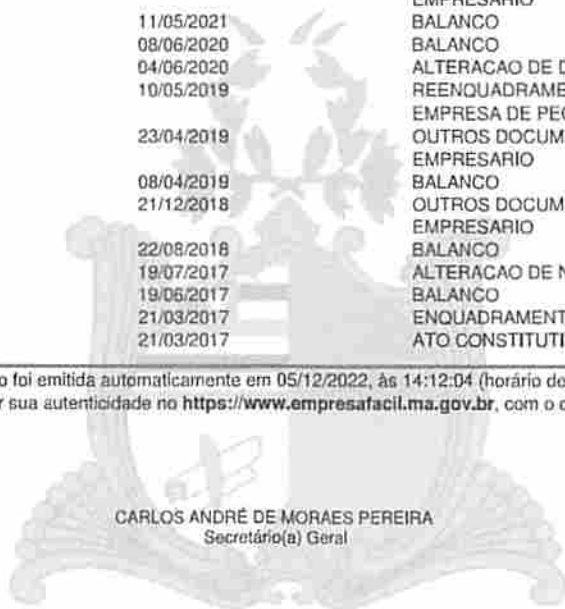 EMPRESARIO
11/05/2021 BALANCO
08/06/2020 BALANCO
04/06/2020 ALTERACAO DE D
10/05/2019 REENQUADRAME
EMPRESA DE PEQ
23/04/2019 OUTROS DOCUM
EMPRESARIO
08/04/2019 BALANCO
21/12/2018 OUTROS DOCUM
EMPRESARIO
22/08/2018 BALANCO
19/07/2017 ALTERACAO DE N
19/06/2017 BALANCO
21/03/2017 ENQUADRAMENT
21/03/2017 ATO CONSTITUTI
o foi emitida automaticamente em 05/12/2022, às 14:12:04 (horário de
r sua autenticidade no https://www.empresafacil.ma.gov.br, com o c
CARLOS ANDRÉ DE MORAES PEREIRA
Secretário(a) Geral